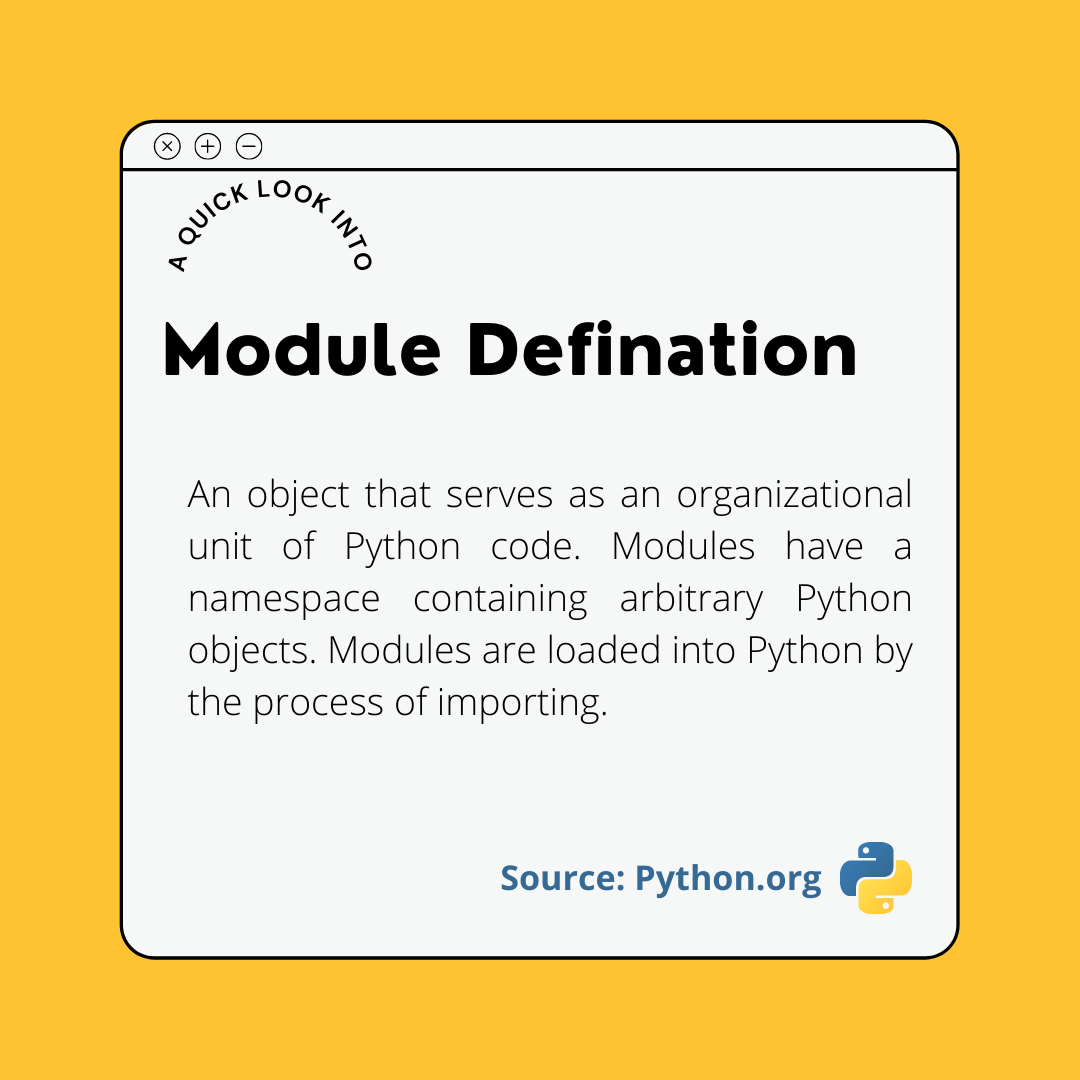 A QUICK LOOK INTO
Module Defination
An object that serves as an organizational
unit of Python code. Modules have a
namespace containing arbitrary Python
objects. Modules are loaded into Python by
the process of importing.
Source: Python.org